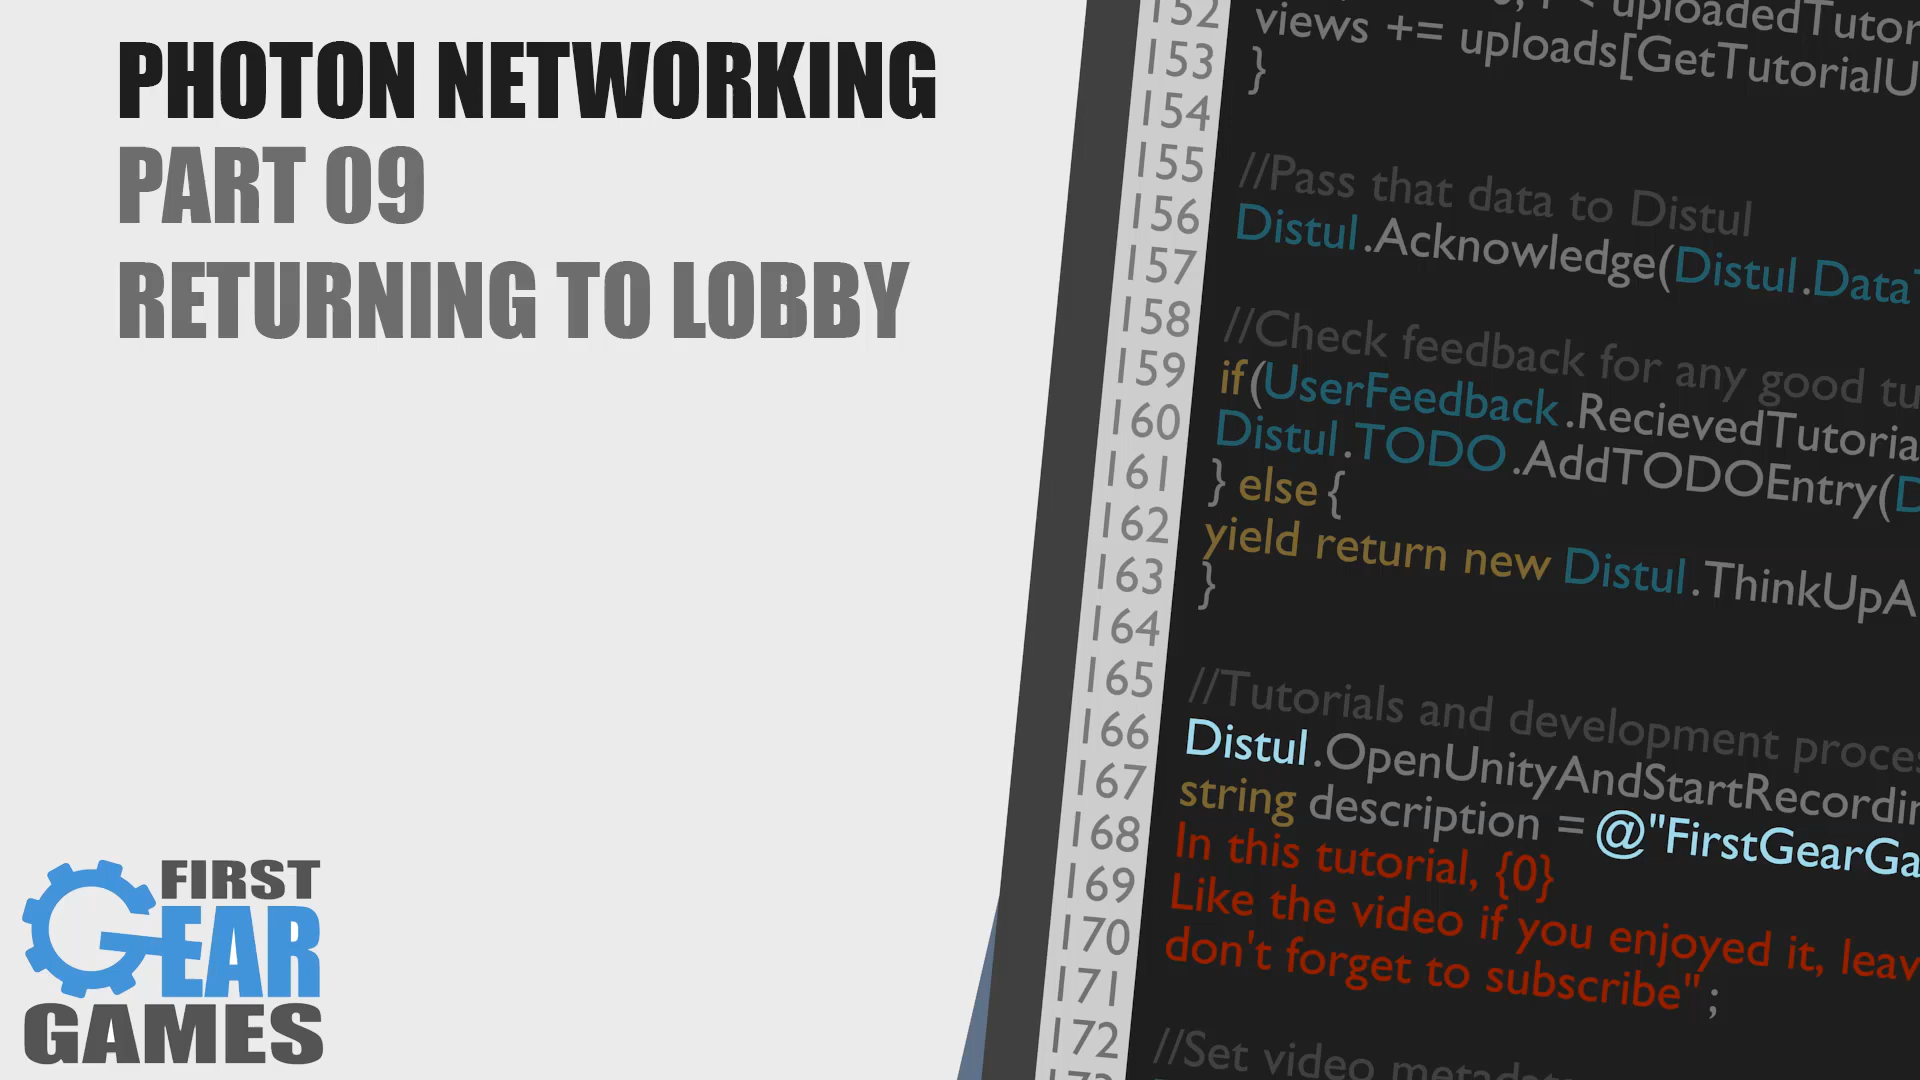 PHOTON NETWORKING
PART 09
RETURNING TO LOBBY
FIRST
GEAR
GAMES
152
153
154
155
156
157
158
159
160
161
162
163
164
165
166
167
168
169
170
171
172
< uploadedTutor
views += uploads[GetTutorialU
}
//Pass that data to Distul
Distul.Acknowledge(Distul.Data
//Check feedback for any good tu
if(UserFeedback.RecievedTutoria
Distul.TODO.AddTODOEntry(D
} else {
yield return new Distul.ThinkUpA
}
//Tutorials and development proces
Distul.OpenUnityAndStartRecordin
string description = @"FirstGearGa
In this tutorial, {0}
Like the video if you enjoyed it, leav
don't forget to subscribe";
//Set video metadat